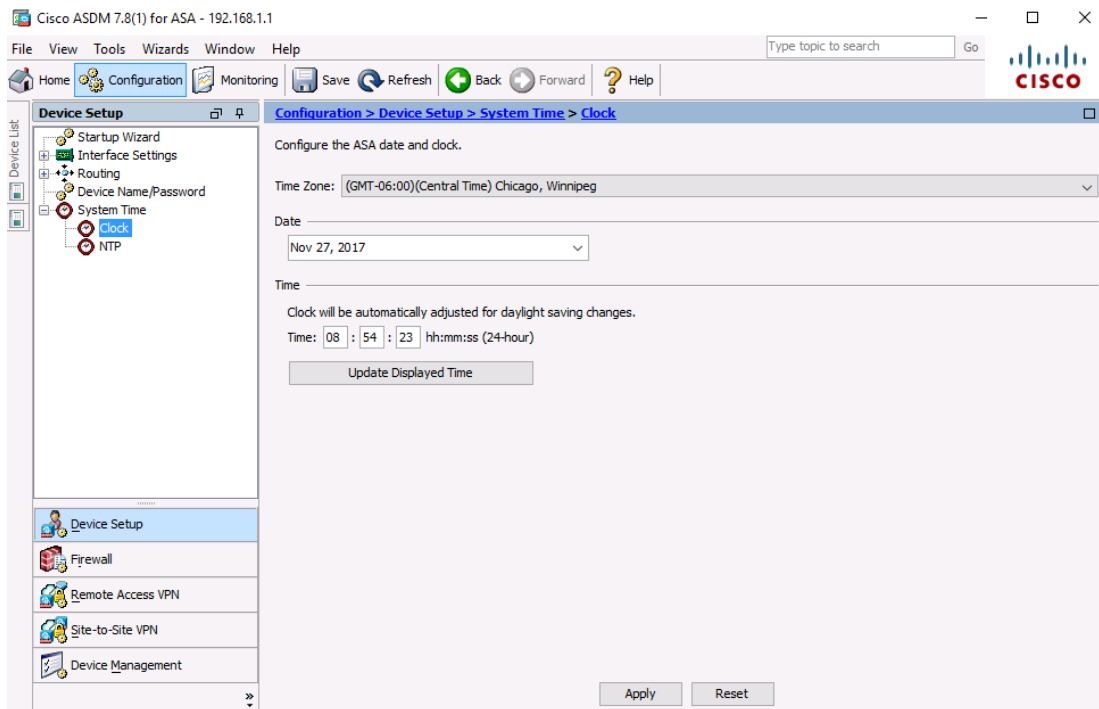 Cisco ASDM 7.8(1) for ASA - 192.168.1.1
File View Tools Wizards Window Help
Type topic to search
Go
Home Configuration Monitoring Save Refresh Back Forward Help
CISCO
Device List
Device Setup
Startup Wizard
Interface Settings
Routing
Device Name/Password
System Time
Clock
NTP
Device Setup
Firewall
Remote Access VPN
Site-to-Site VPN
Device Management
Configuration > Device Setup > System Time > Clock
Configure the ASA date and clock.
Time Zone: (GMT-06:00)(Central Time) Chicago, Winnipeg
Date
Nov 27, 2017
Time
Clock will be automatically adjusted for daylight saving changes.
Time: 08 : 54 : 23 hh:mm:ss (24-hour)
Update Displayed Time
Apply Reset